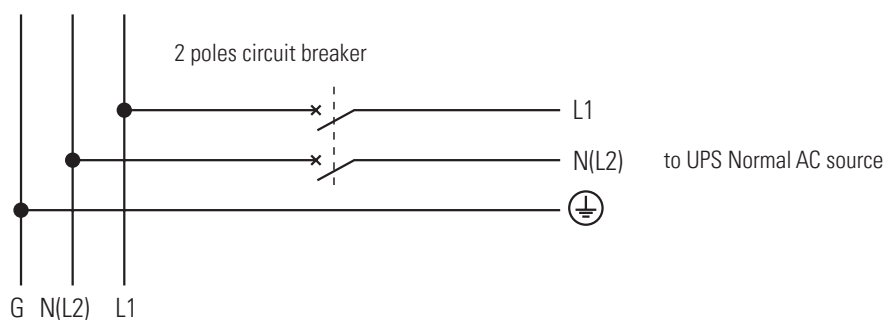 2 poles circuit breaker
L1
N(L2) to UPS Normal AC source
G N(L2) L1